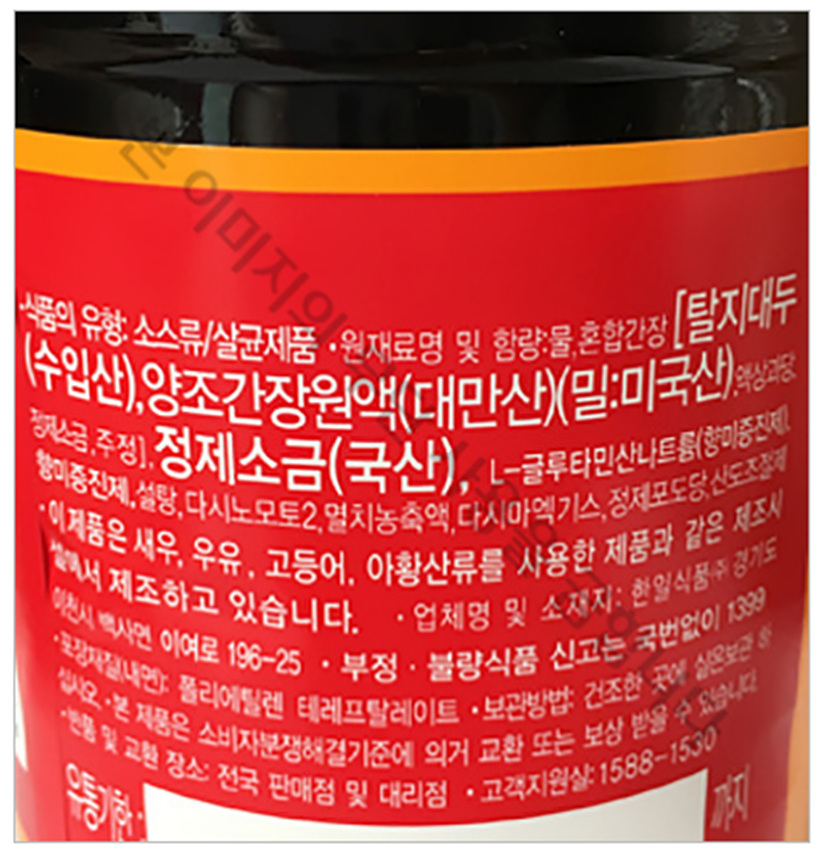 ·식품의 유형: 소스류/살균제품 ·원재료명 및 함량:물,혼합간장[탈지대두
(수입산),양조간장원액(대만산)(밀:미국산),액상과당,
정제소금,주정], 정제소금(국산), L-글루타민산나트륨(향미증진제),
향미증진제,설탕,다시노모토2,멸치농축액,다시마엑기스,정제포도당,산도조절제
·이 제품은 새우, 우유, 고등어, 아황산류를 사용한 제품과 같은 제조시
설에서 제조하고 있습니다. ·업체명 및 소재지: 한일식품㈜ 경기도
이천시 백사면 이여로 196-25 ·부정·불량식품 신고는 국번없이 1399
·포장재질(내면): 폴리에틸렌 테레프탈레이트 ·보관방법: 건조한 곳에 실온보관 하
십시오. ·본 제품은 소비자분쟁해결기준에 의거 교환 또는 보상 받을 수 있습니다.
·반품 및 교환 장소: 전국 판매점 및 대리점 ·고객지원실:1588-1530
유통기한: 까지
본 이미지의